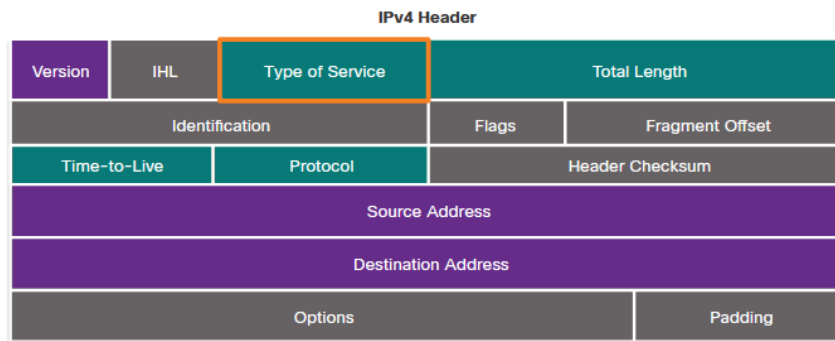 IPv4 Header
Version IHL Type of Service Total Length
Identification Flags Fragment Offset
Time-to-Live Protocol Header Checksum
Source Address
Destination Address
Options Padding